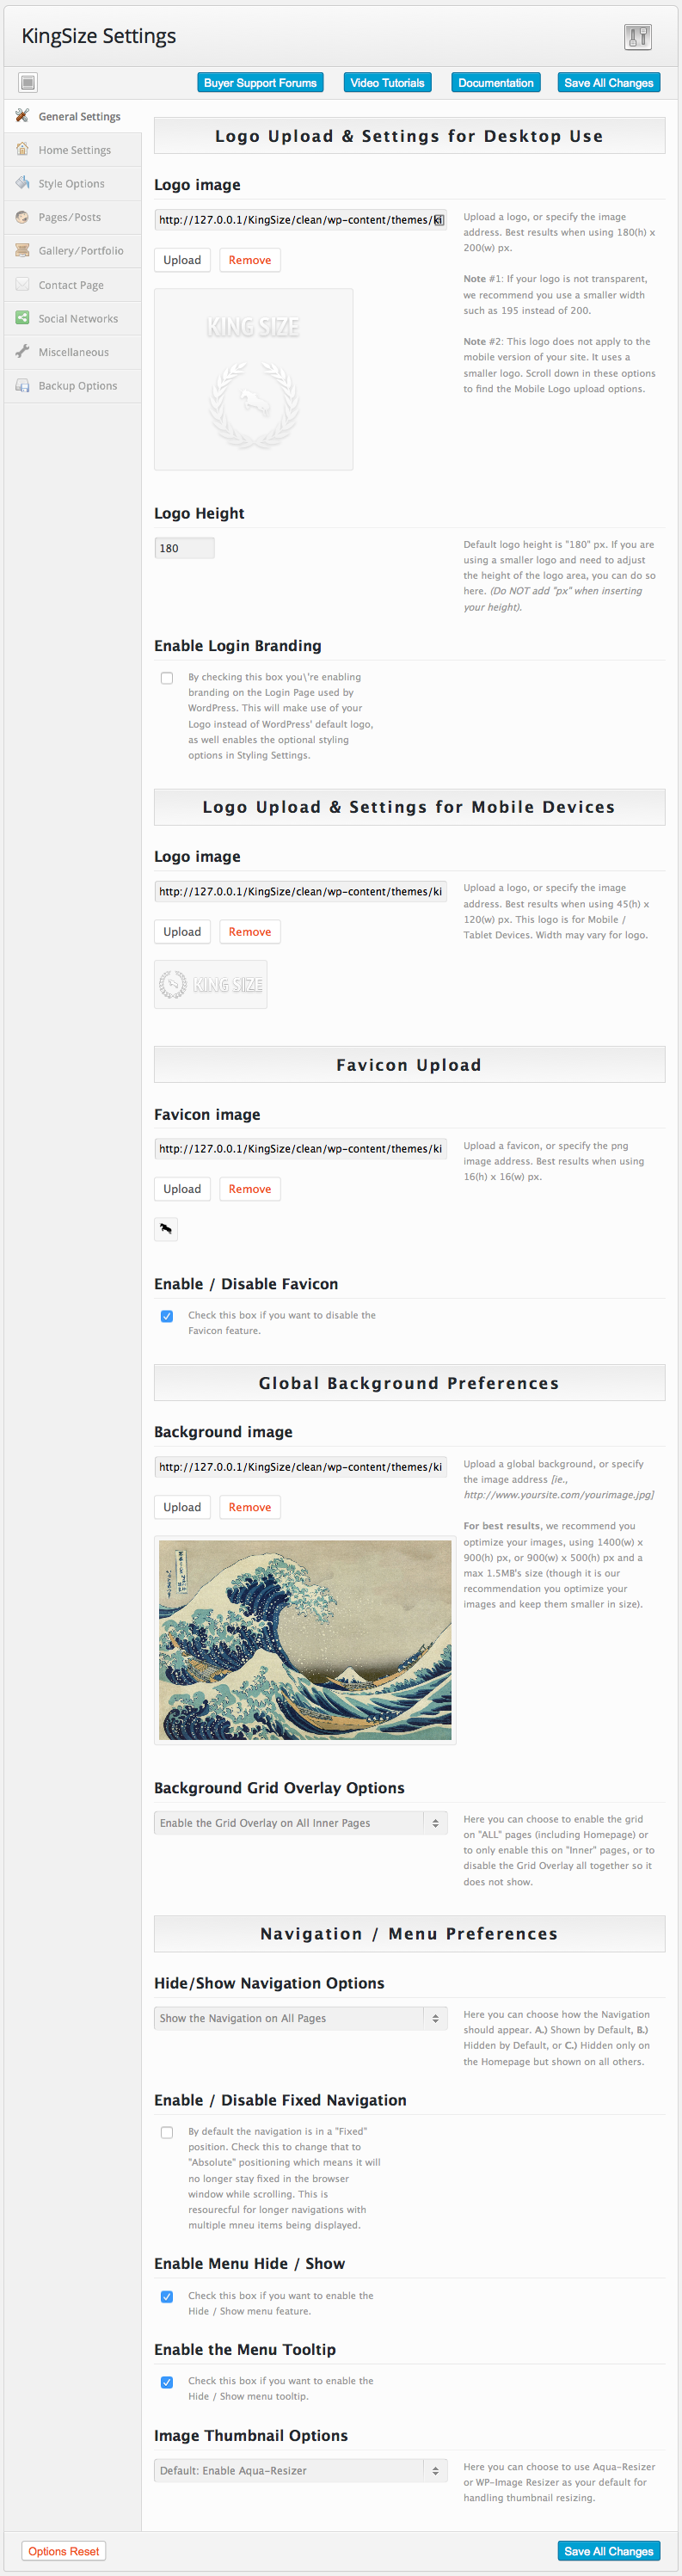 KingSize Settings
Buyer Support Forums
Video Tutorials
Documentation
Save All Changes
General Settings
Home Settings
Style Options
Pages/Posts
Gallery/Portfolio
Contact Page
Social Networks
Miscellaneous
Backup Options
Logo Upload & Settings for Desktop Use
Logo image
http://127.0.0.1/KingSize/clean/wp-content/themes/ki
Upload
Remove
KING SIZE
Upload a logo, or specify the image
address. Best results when using 180(h) x
200(w) px.
Note #1: If your logo is not transparent,
we recommend you use a smaller width
such as 195 instead of 200.
Note #2: This logo does not apply to the
mobile version of your site. It uses a
smaller logo. Scroll down in these options
to find the Mobile Logo upload options.
Logo Height
180
Default logo height is "180" px. If you are
using a smaller logo and need to adjust
the height of the logo area, you can do so
here. (Do NOT add "px" when inserting
your height).
Enable Login Branding
By checking this box you\'re enabling
branding on the Login Page used by
WordPress. This will make use of your
Logo instead of WordPress' default logo,
as well enables the optional styling
options in Styling Settings.
Logo Upload & Settings for Mobile Devices
Logo image
http://127.0.0.1/KingSize/clean/wp-content/themes/ki
Upload
Remove
KING SIZE
Upload a logo, or specify the image
address. Best results when using 45(h) x
120(w) px. This logo is for Mobile /
Tablet Devices. Width may vary for logo.
Favicon Upload
Favicon image
http://127.0.0.1/KingSize/clean/wp-content/themes/ki
Upload
Remove
Upload a favicon, or specify the png
image address. Best results when using
16(h) x 16(w) px.
Enable / Disable Favicon
Check this box if you want to disable the
Favicon feature.
Global Background Preferences
Background image
http://127.0.0.1/KingSize/clean/wp-content/themes/ki
Upload
Remove
Upload a global background, or specify
the image address [ie.,
http://www.yoursite.com/yourimage.jpg]
For best results, we recommend you
optimize your images, using 1400(w) x
900(h) px, or 900(w) x 500(h) px and a
max 1.5MB's size (though it is our
recommendation you optimize your
images and keep them smaller in size).
Background Grid Overlay Options
Enable the Grid Overlay on All Inner Pages
Here you can choose to enable the grid
on "ALL" pages (including Homepage) or
to only enable this on "Inner" pages, or to
disable the Grid Overlay all together so it
does not show.
Navigation / Menu Preferences
Hide/Show Navigation Options
Show the Navigation on All Pages
Here you can choose how the Navigation
should appear. A.) Shown by Default, B.)
Hidden by Default, or C.) Hidden only on
the Homepage but shown on all others.
Enable / Disable Fixed Navigation
By default the navigation is in a "Fixed"
position. Check this to change that to
"Absolute" positioning which means it will
no longer stay fixed in the browser
window while scrolling. This is
resourecful for longer navigations with
multiple mneu items being displayed.
Enable Menu Hide / Show
Check this box if you want to enable the
Hide / Show menu feature.
Enable the Menu Tooltip
Check this box if you want to enable the
Hide / Show menu tooltip.
Image Thumbnail Options
Default: Enable Aqua-Resizer
Here you can choose to use Aqua-Resizer
or WP-Image Resizer as your default for
handling thumbnail resizing.
Options Reset
Save All Changes